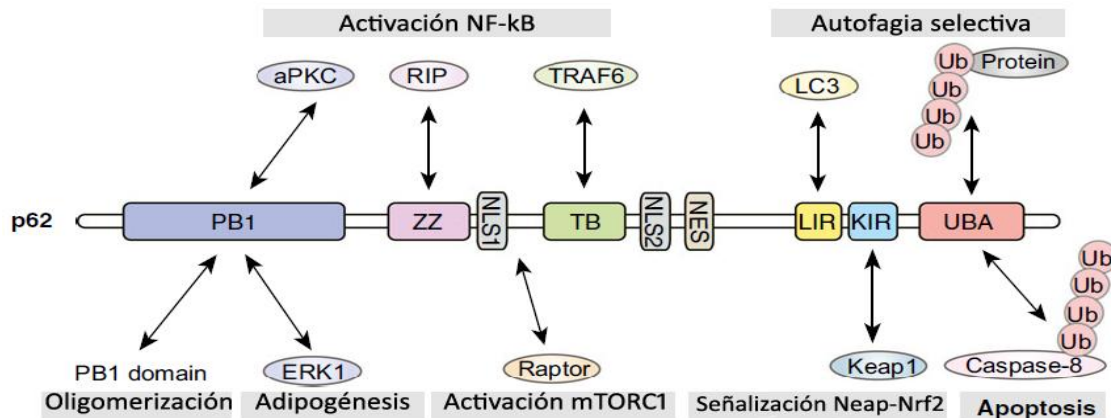 Activación NF-kB
Autofagia selectiva
aPKC
RIP
TRAF6
LC3
Ub
Protein
Ub
Ub
Ub
p62
PB1
ZZ
NLS1
TB
NLS2
NES
LIR
KIR
UBA
Ub
Ub
Ub
Ub
PB1 domain
ERK1
Raptor
Keap1
Caspase-8
Oligomerización
Adipogénesis
Activación mTORC1
Señalización Neap-Nrf2
Apoptosis